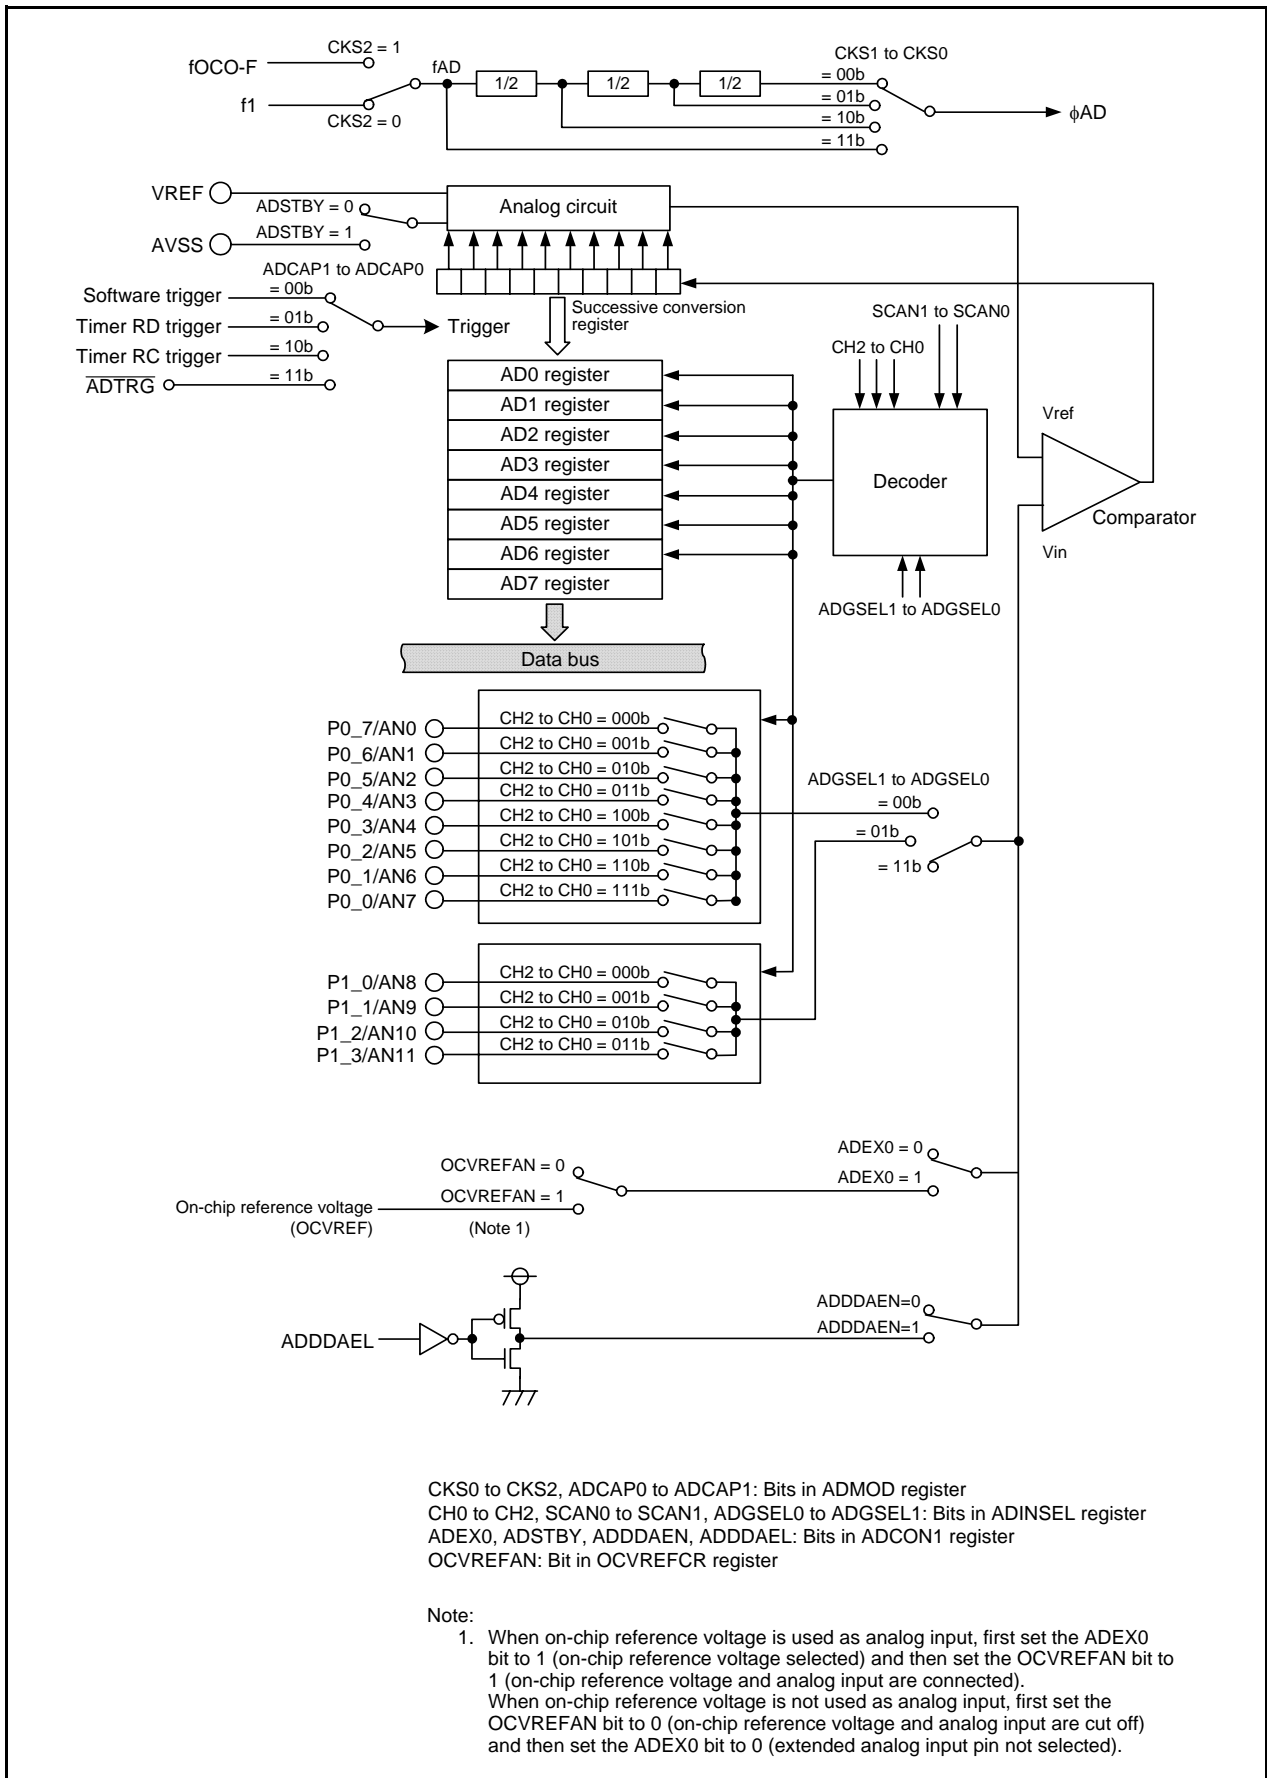 CKS2 = 1
fOCO-F
fAD
f1
CKS2 = 0
1/2
1/2
1/2
CKS1 to CKS0
= 00b
= 01b
= 10b
= 11b
ϕAD
VREF
ADSTBY = 0
AVSS
ADSTBY = 1
Analog circuit
ADCAP1 to ADCAP0
Software trigger
= 00b
Timer RD trigger
= 01b
Timer RC trigger
= 10b
ADTRG
= 11b
Trigger
Successive conversion
register
AD0 register
AD1 register
AD2 register
AD3 register
AD4 register
AD5 register
AD6 register
AD7 register
SCAN1 to SCAN0
CH2 to CH0
Decoder
ADGSEL1 to ADGSEL0
Vref
Comparator
Vin
Data bus
P0_7/AN0
CH2 to CH0 = 000b
P0_6/AN1
CH2 to CH0 = 001b
P0_5/AN2
CH2 to CH0 = 010b
P0_4/AN3
CH2 to CH0 = 011b
P0_3/AN4
CH2 to CH0 = 100b
P0_2/AN5
CH2 to CH0 = 101b
P0_1/AN6
CH2 to CH0 = 110b
P0_0/AN7
CH2 to CH0 = 111b
ADGSEL1 to ADGSEL0
= 00b
= 01b
= 11b
P1_0/AN8
CH2 to CH0 = 000b
P1_1/AN9
CH2 to CH0 = 001b
P1_2/AN10
CH2 to CH0 = 010b
P1_3/AN11
CH2 to CH0 = 011b
ADEX0 = 0
ADEX0 = 1
OCVREFAN = 0
OCVREFAN = 1
On-chip reference voltage
(OCVREF)
(Note 1)
ADDDAEN=0
ADDDAEN=1
ADDDAEL
CKS0 to CKS2, ADCAP0 to ADCAP1: Bits in ADMOD register
CH0 to CH2, SCAN0 to SCAN1, ADGSEL0 to ADGSEL1: Bits in ADINSEL register
ADEX0, ADSTBY, ADDDAEN, ADDDAEL: Bits in ADCON1 register
OCVREFAN: Bit in OCVREFCR register
Note:
1. When on-chip reference voltage is used as analog input, first set the ADEX0
bit to 1 (on-chip reference voltage selected) and then set the OCVREFAN bit to
1 (on-chip reference voltage and analog input are connected).
When on-chip reference voltage is not used as analog input, first set the
OCVREFAN bit to 0 (on-chip reference voltage and analog input are cut off)
and then set the ADEX0 bit to 0 (extended analog input pin not selected).